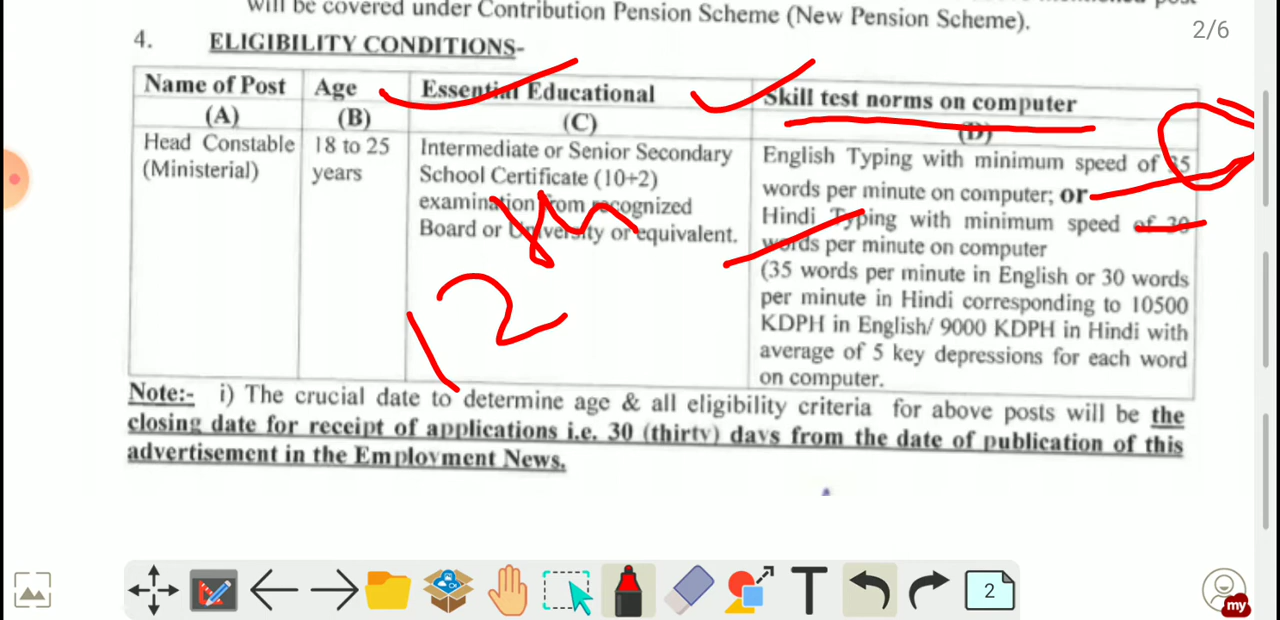 will be covered under Contribution Pension Scheme (New Pension Scheme).
2/6
4. ELIGIBILITY CONDITIONS-
Name of Post Age Essential Educational Skill test norms on computer
(A) (B) (C) (D)
Head Constable
(Ministerial)
18 to 25
years
Intermediate or Senior Secondary
School Certificate (10+2)
examination from recognized
Board or University or equivalent.
English Typing with minimum speed of 35
words per minute on computer; or
Hindi Typing with minimum speed of 30
words per minute on computer
(35 words per minute in English or 30 words
per minute in Hindi corresponding to 10500
KDPH in English/ 9000 KDPH in Hindi with
average of 5 key depressions for each word
on computer.
12
Note:- i) The crucial date to determine age & all eligibility criteria for above posts will be the
closing date for receipt of applications i.e. 30 (thirty) days from the date of publication of this
advertisement in the Employment News.
T
2
my